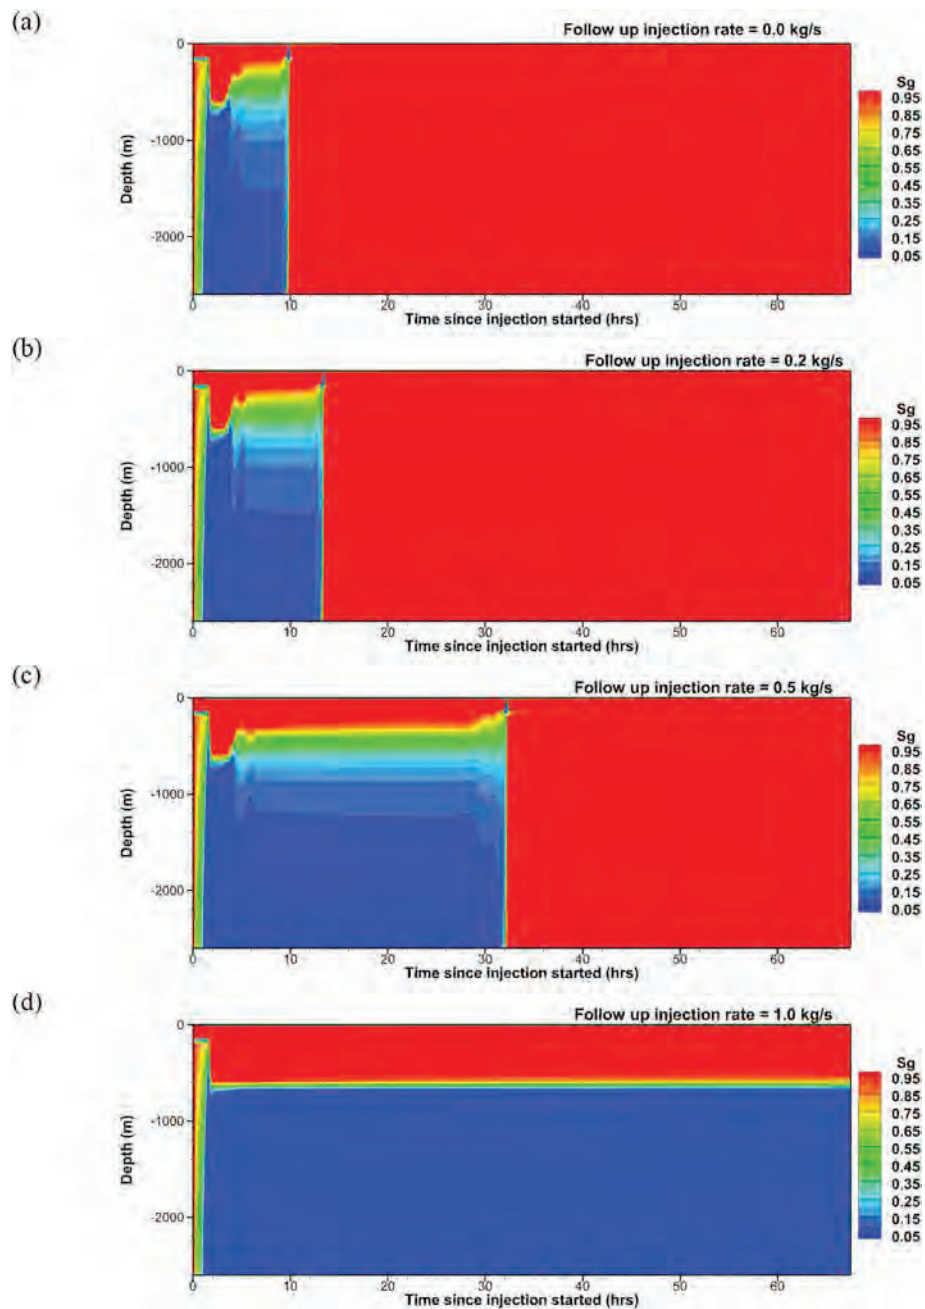 (a)
Follow up injection rate = 0.0 kg/s
0
-1000
-2000
Depth (m)
0 10 20 30 40 50 60
Time since injection started (hrs)
Sg
0.95
0.85
0.75
0.65
0.55
0.45
0.35
0.25
0.15
0.05
(b)
Follow up injection rate = 0.2 kg/s
0
-1000
-2000
Depth (m)
0 10 20 30 40 50 60
Time since injection started (hrs)
Sg
0.95
0.85
0.75
0.65
0.55
0.45
0.35
0.25
0.15
0.05
(c)
Follow up injection rate = 0.5 kg/s
0
-1000
-2000
Depth (m)
0 10 20 30 40 50 60
Time since injection started (hrs)
Sg
0.95
0.85
0.75
0.65
0.55
0.45
0.35
0.25
0.15
0.05
(d)
Follow up injection rate = 1.0 kg/s
0
-1000
-2000
Depth (m)
0 10 20 30 40 50 60
Time since injection started (hrs)
Sg
0.95
0.85
0.75
0.65
0.55
0.45
0.35
0.25
0.15
0.05